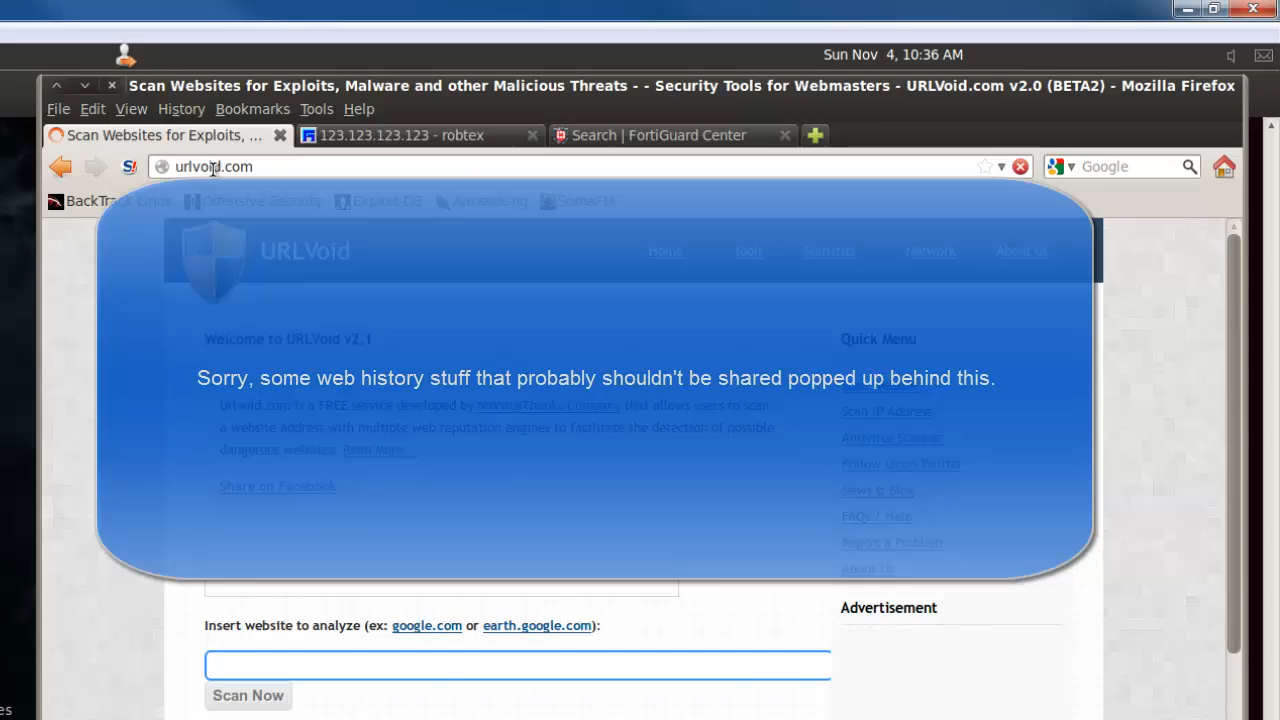 Sun Nov 4, 10:36 AM
Scan Websites for Exploits, Malware and other Malicious Threats - - Security Tools for Webmasters - URLVoid.com v2.0 (BETA2) - Mozilla Firefox
File Edit View History Bookmarks Tools Help
Scan Websites for Exploits, ... 123.123.123.123 - robtex Search | FortiGuard Center
urlvoid.com Google
BackTrack Linux Offensive Security Exploit-DB Aircrack-ng SomaFM
URLVoid Home Tools Statistics Network About Us
Welcome to URLVoid v2.1 Quick Menu
Sorry, some web history stuff that probably shouldn't be shared popped up behind this.
Urlvoid.com is a FREE service developed by NoVirusThanks Company that allows users to scan Scan IP Address
a website address with multiple web reputation engines to facilitate the detection of possible Antivirus Scanner
dangerous websites. Read More... Follow Us on Twitter
Share on Facebook News & Blog
FAQs / Help
Report a Problem
About Us
Advertisement
Insert website to analyze (ex: google.com or earth.google.com):
Scan Now
es